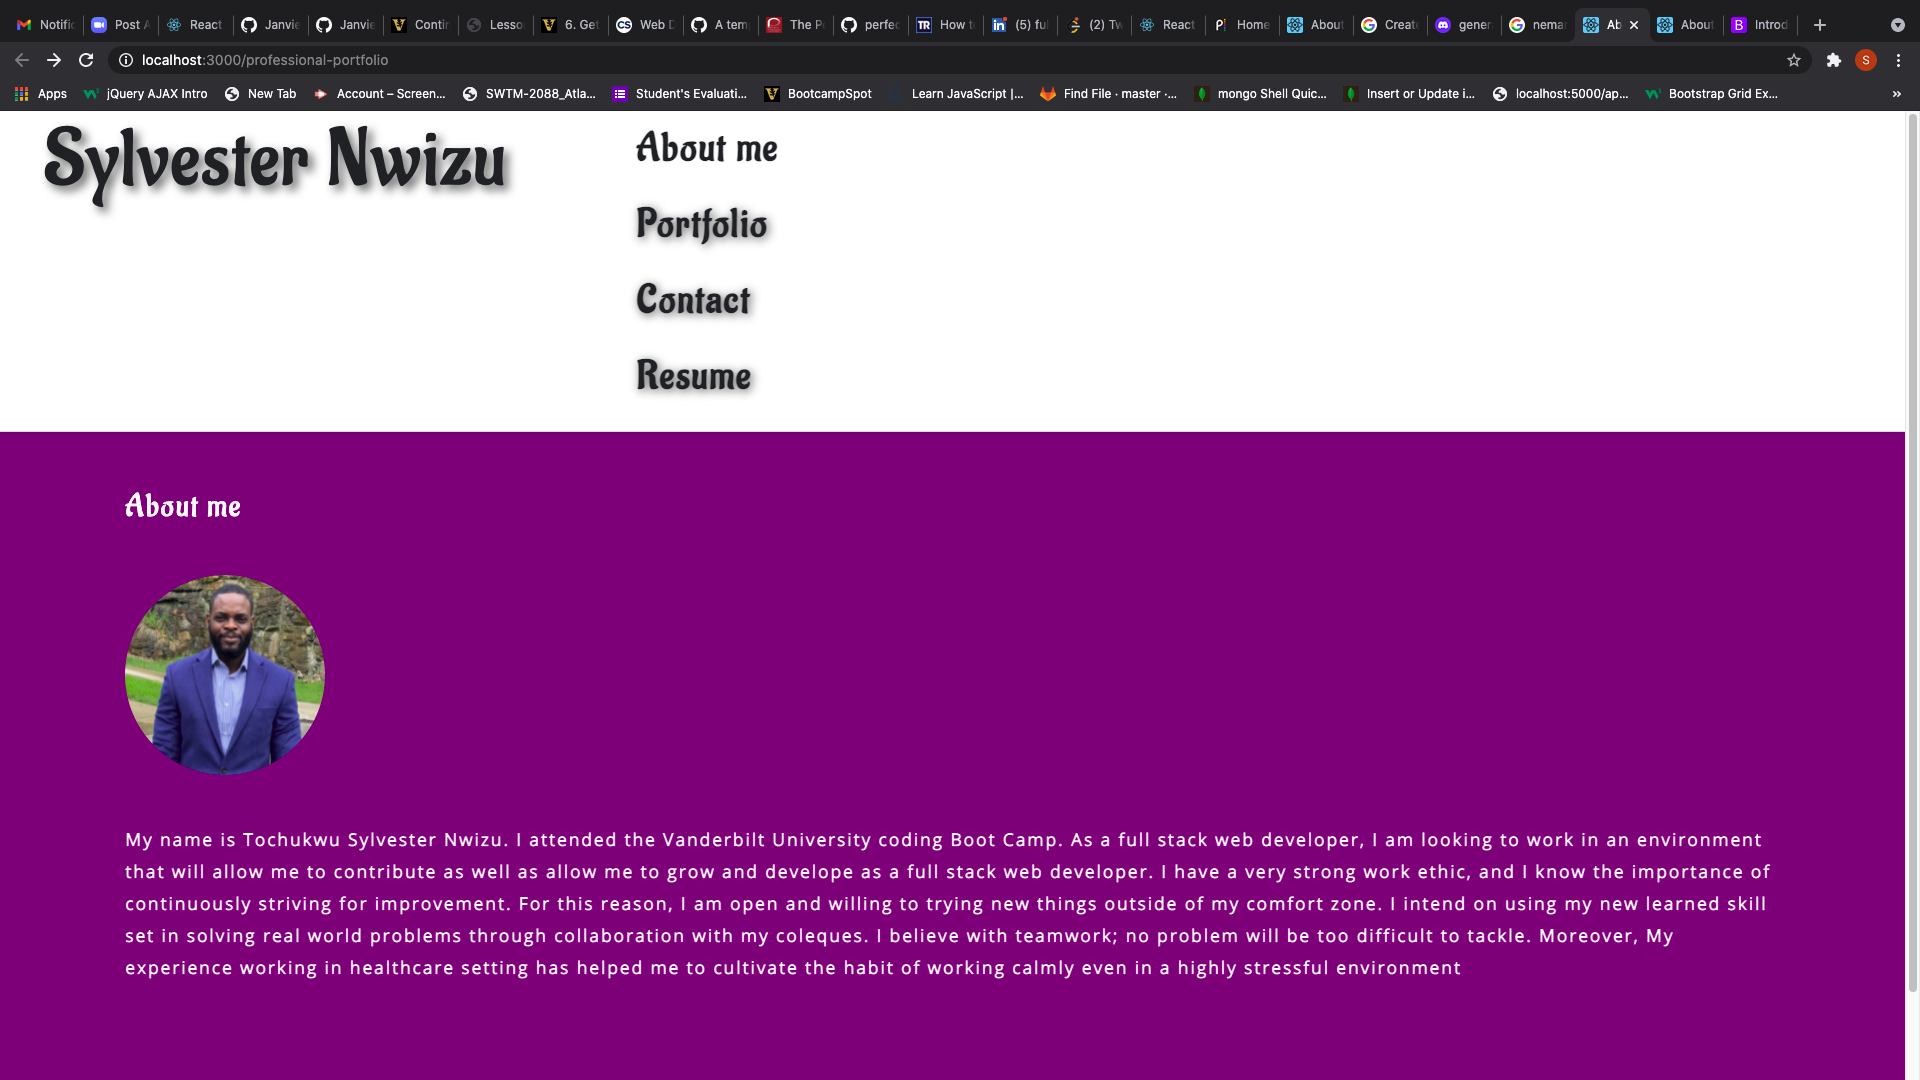 Notific Post A React Janvie Janvie Contin Lesso 6. Get Web D A tem The P perfec How to (5) ful (2) Tw React Home About Create gener nemar Ab About Introd
localhost:3000/professional-portfolio
Apps jQuery AJAX Intro New Tab Account – Screen... SWTM-2088_Atla... Student's Evaluati... BootcampSpot Learn JavaScript |... Find File · master ·... mongo Shell Quic... Insert or Update i... localhost:5000/ap... Bootstrap Grid Ex... »
Sylvester Nwizu
About me
Portfolio
Contact
Resume
About me
My name is Tochukwu Sylvester Nwizu. I attended the Vanderbilt University coding Boot Camp. As a full stack web developer, I am looking to work in an environment
that will allow me to contribute as well as allow me to grow and develope as a full stack web developer. I have a very strong work ethic, and I know the importance of
continuously striving for improvement. For this reason, I am open and willing to trying new things outside of my comfort zone. I intend on using my new learned skill
set in solving real world problems through collaboration with my coleques. I believe with teamwork; no problem will be too difficult to tackle. Moreover, My
experience working in healthcare setting has helped me to cultivate the habit of working calmly even in a highly stressful environment